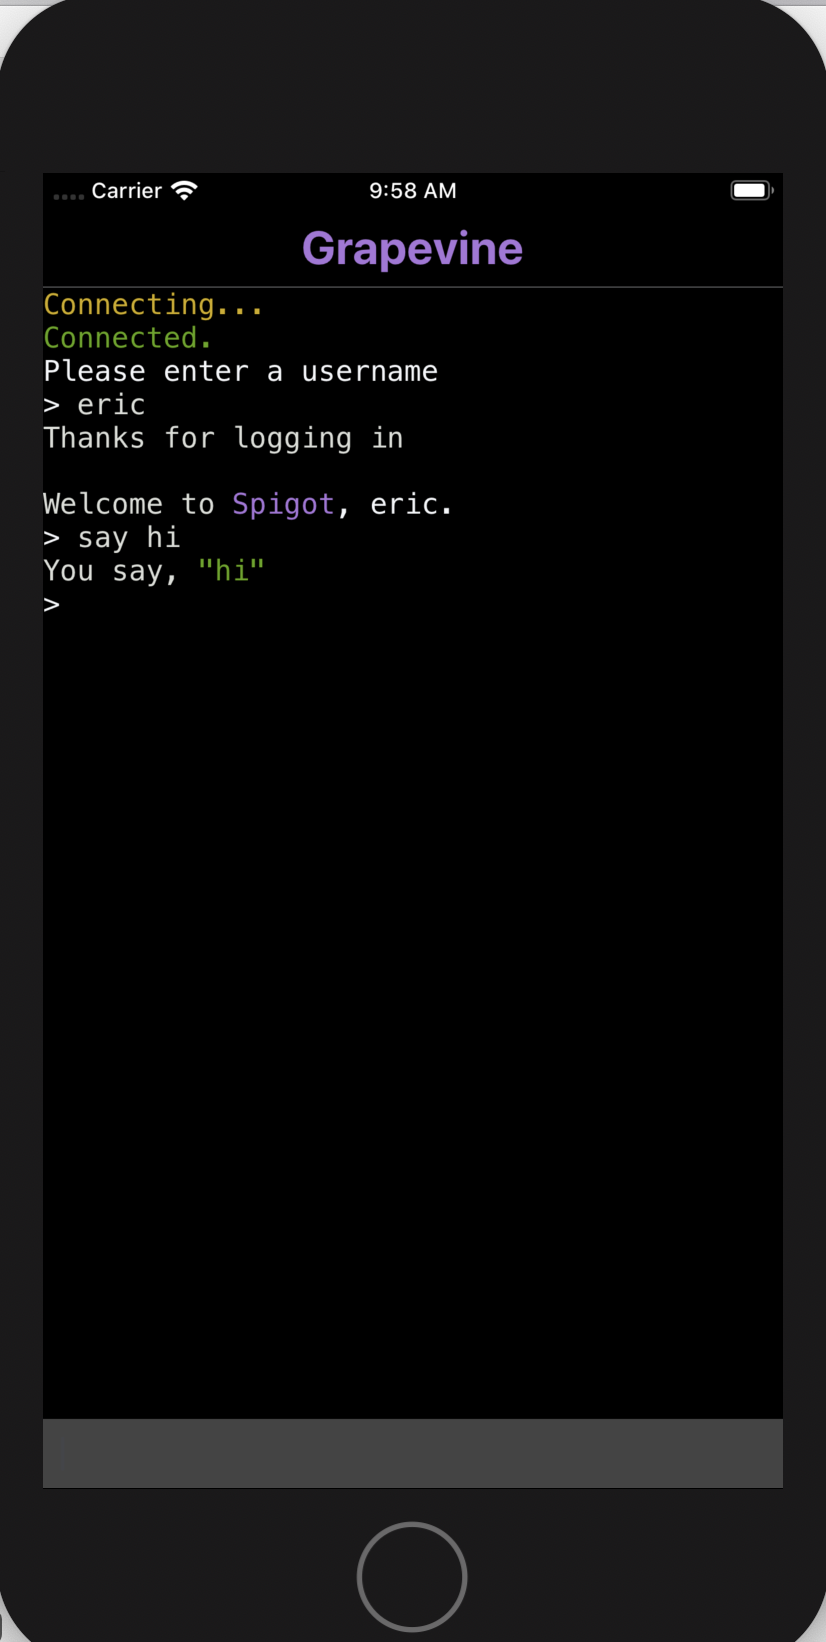 Carrier 9:58 AM
Grapevine
Connecting...
Connected.
Please enter a username
> eric
Thanks for logging in
Welcome to Spigot, eric.
> say hi
You say, "hi"
>